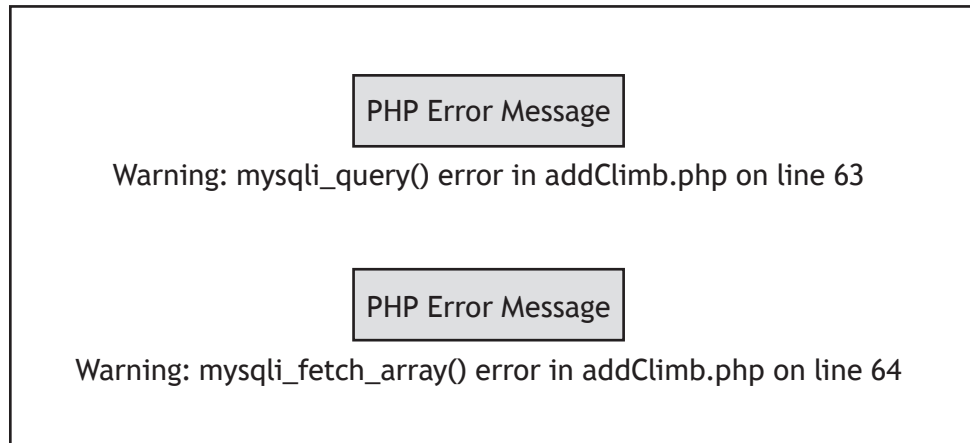 PHP Error Message
Warning: mysqli_query() error in addClimb.php on line 63
PHP Error Message
Warning: mysqli_fetch_array() error in addClimb.php on line 64